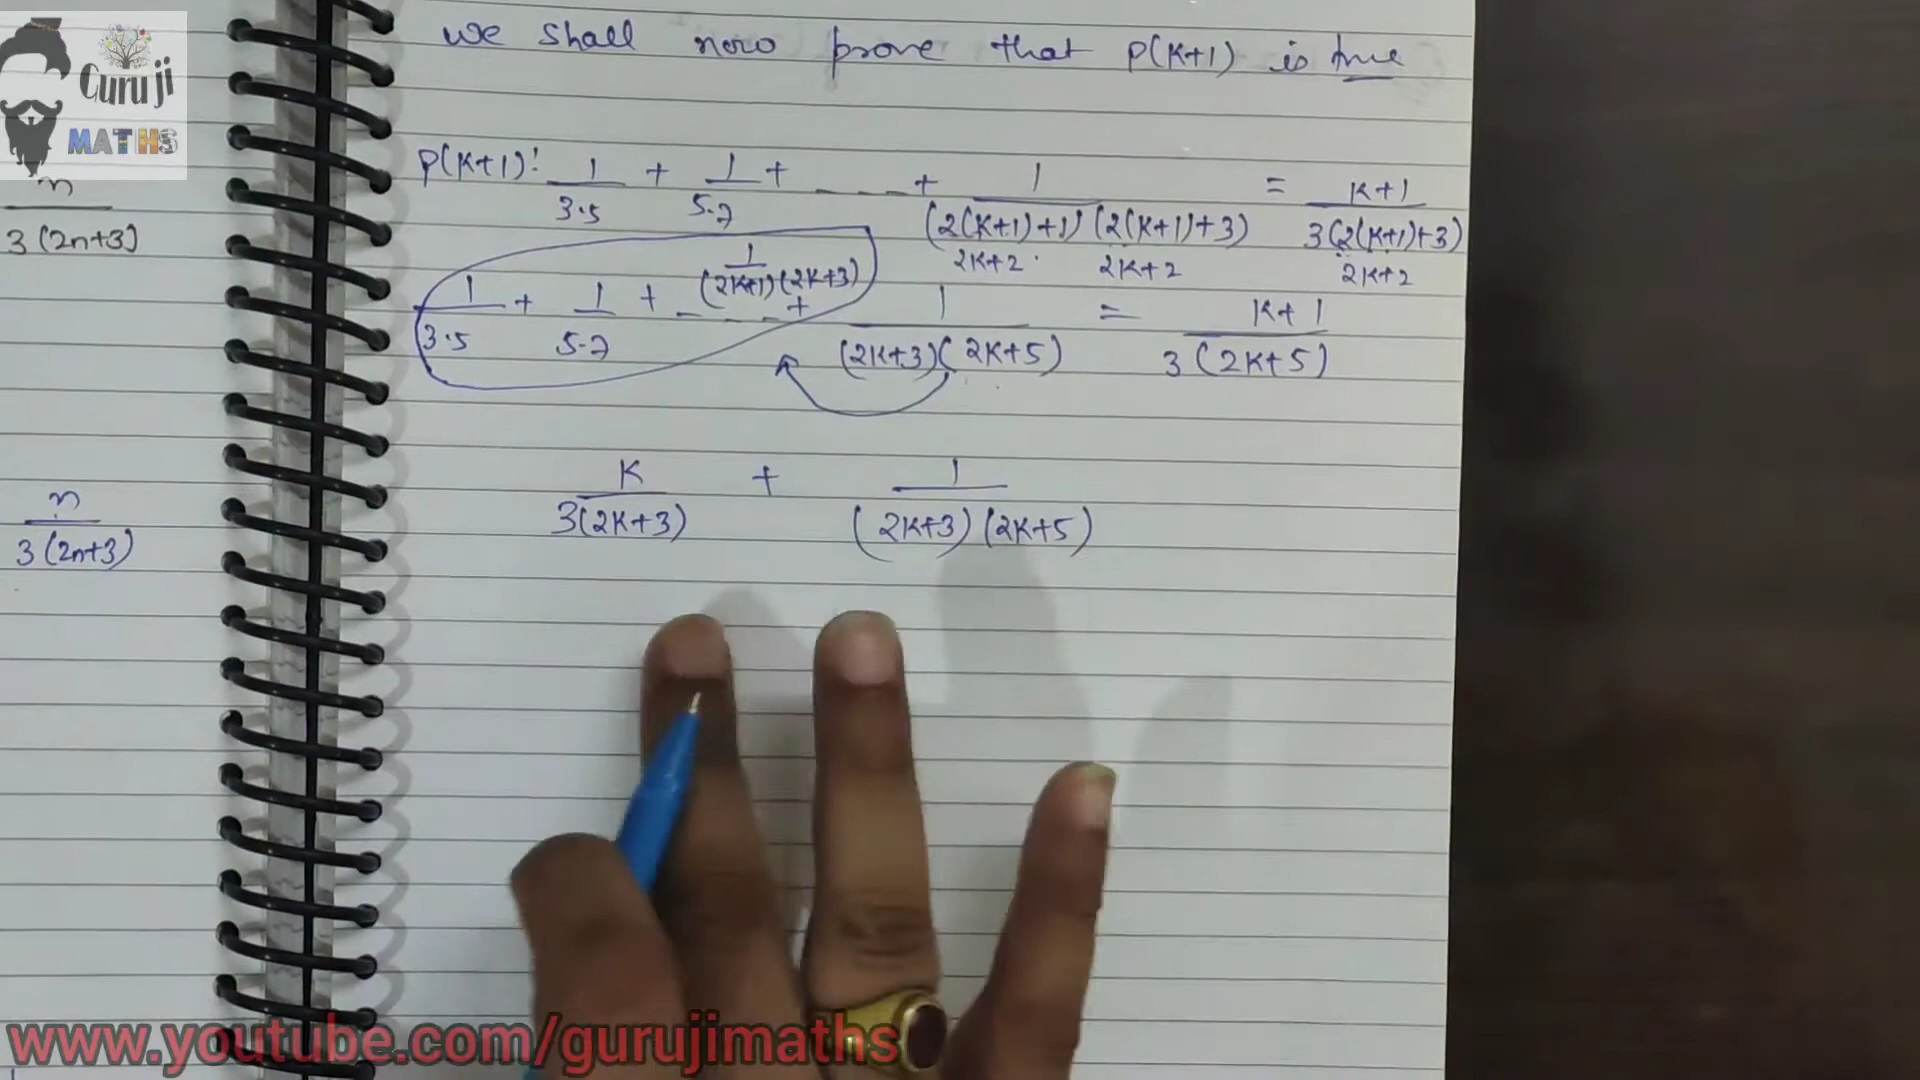 Guru ji
MATHS
n
3(2n+3)
n
3(2n+3)
we shall now prove that P(K+1) is true
P(K+1): 1/3·5 + 1/5·7 + _ _ _ + 1/(2(K+1)+1)(2(K+1)+3) = K+1/3(2(K+1)+3)
2K+2 2K+2 2K+2
1/3·5 + 1/5·7 + _ _ _ 1/(2K+1)(2K+3) + 1/(2K+3)(2K+5) = K+1/3(2K+5)
K/3(2K+3) + 1/(2K+3)(2K+5)
www.youtube.com/gurujimaths